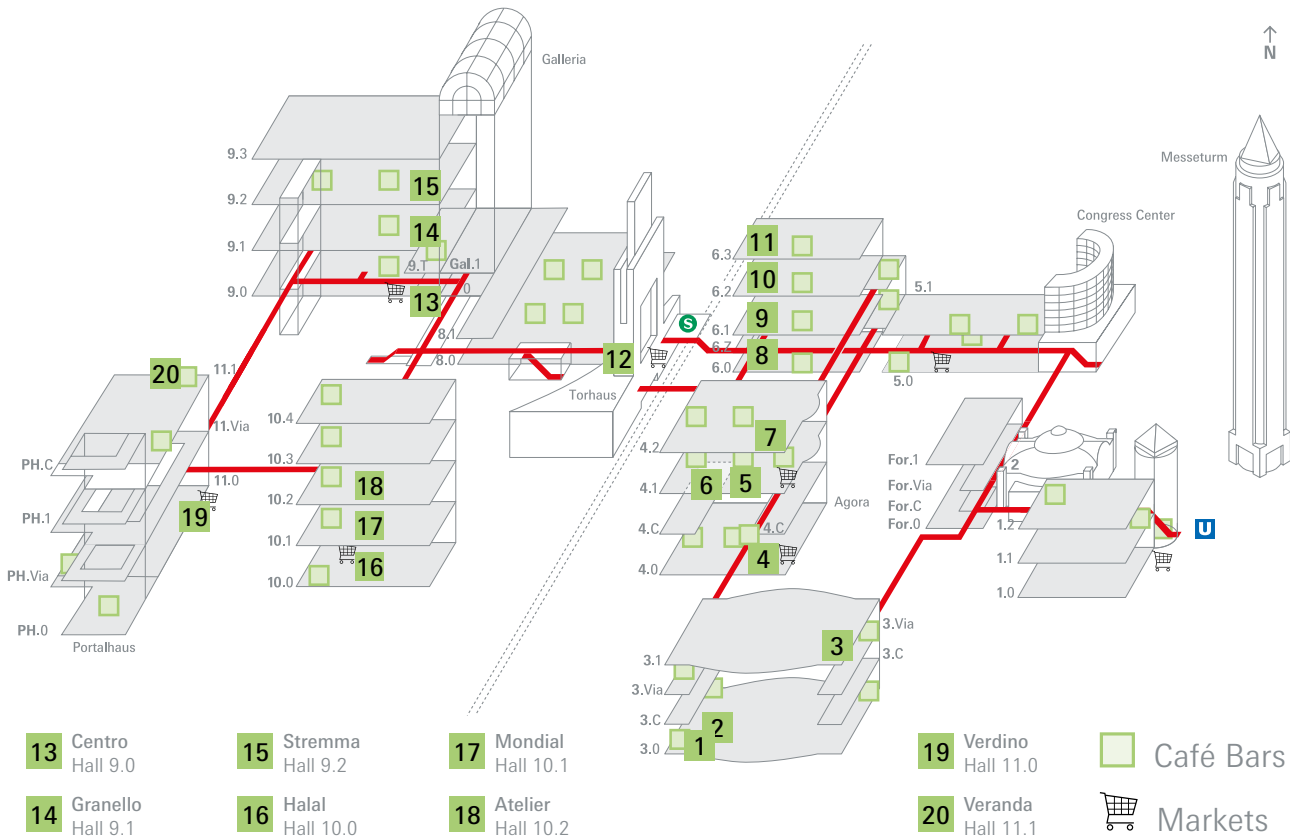 N
Galleria
Messeturm
Congress Center
9.3
9.2
15
9.1
14
9.1
Gal.1
9.0
13
0
8.1
8.0
S
12
Torhaus
11
6.3
10
6.2
9
6.1
6.Z
8
6.0
5.1
5.0
20
11.1
11.Via
11.0
19
PH.C
PH.1
PH.Via
PH.0
Portalhaus
10.4
10.3
10.2
18
10.1
17
10.0
16
7
4.2
6
5
4.1
Agora
4.C
4.C
4
4.0
For.1
2
For.Via
For.C
For.0
1.2
1.1
1.0
U
3
3.Via
3.C
3.1
3.Via
3.C
2
1
3.0
13 Centro
Hall 9.0
15 Stremma
Hall 9.2
17 Mondial
Hall 10.1
19 Verdino
Hall 11.0
Café Bars
14 Granello
Hall 9.1
16 Halal
Hall 10.0
18 Atelier
Hall 10.2
20 Veranda
Hall 11.1
Markets